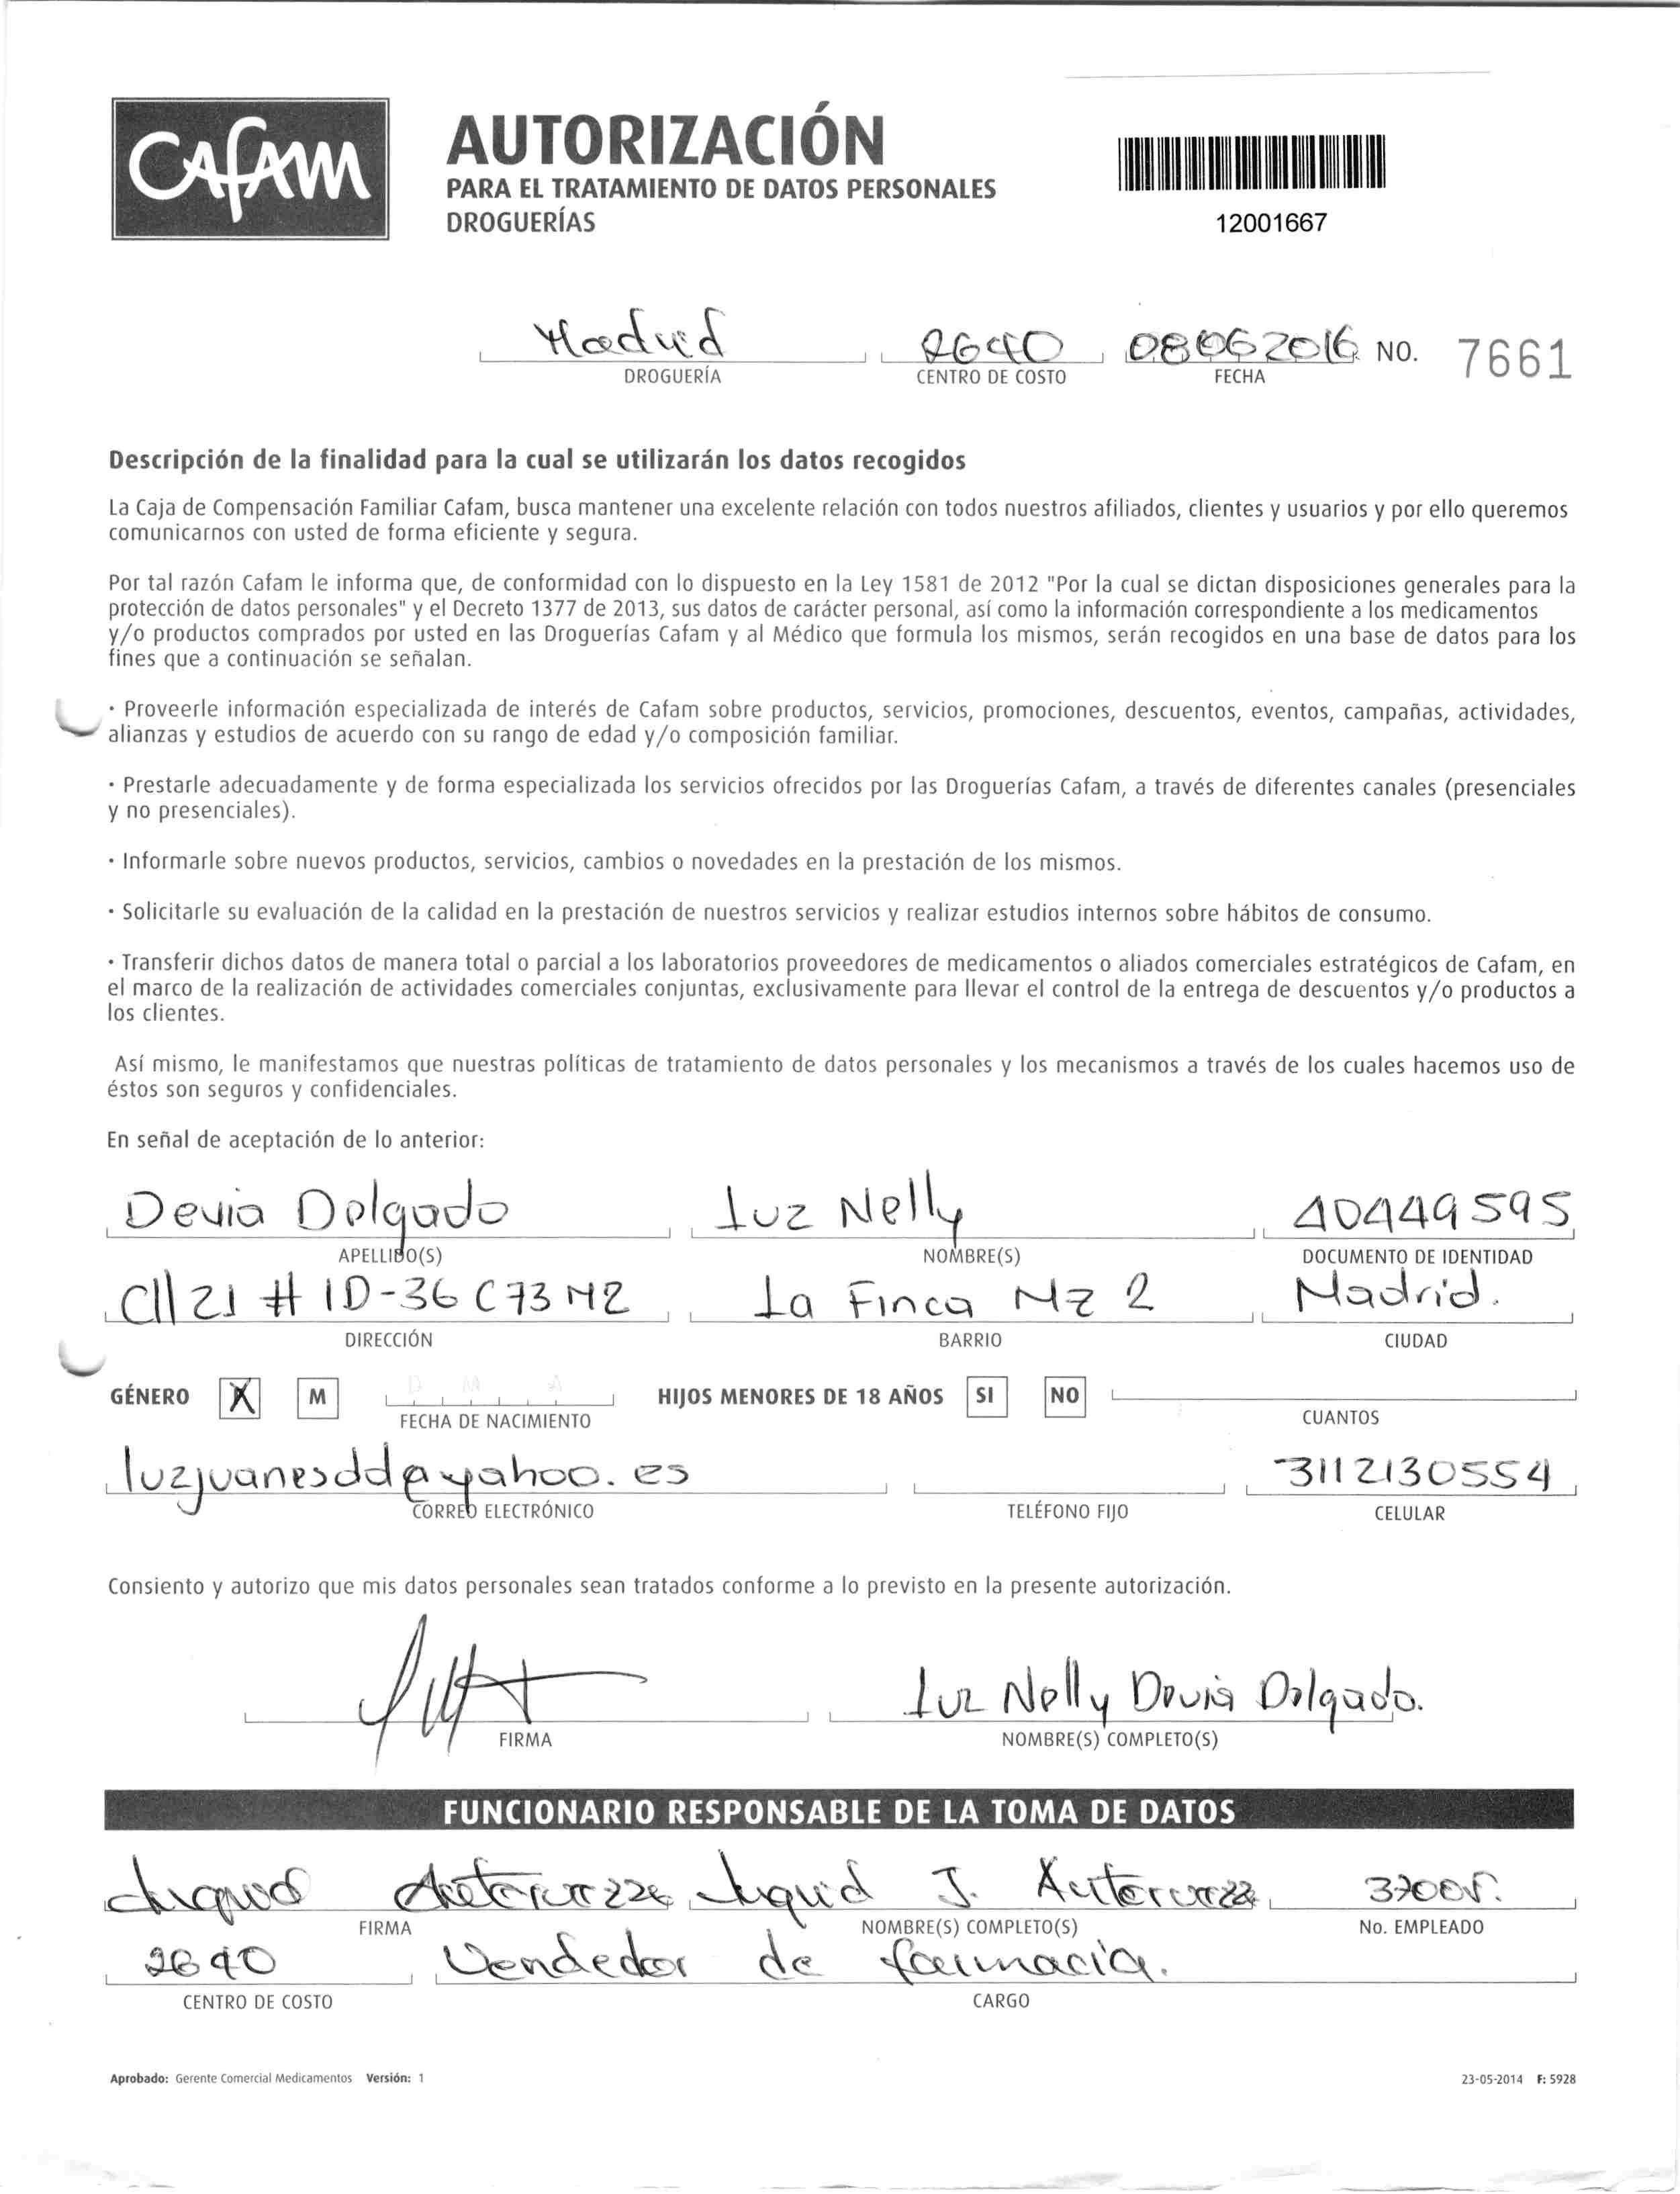 CAFAM
AUTORIZACIÓN
PARA EL TRATAMIENTO DE DATOS PERSONALES
DROGUERÍAS
12001667
Madrid 2640 08062016 NO. 7661
DROGUERÍA CENTRO DE COSTO FECHA
Descripción de la finalidad para la cual se utilizarán los datos recogidos
La Caja de Compensación Familiar Cafam, busca mantener una excelente relación con todos nuestros afiliados, clientes y usuarios y por ello queremos
comunicarnos con usted de forma eficiente y segura.
Por tal razón Cafam le informa que, de conformidad con lo dispuesto en la Ley 1581 de 2012 "Por la cual se dictan disposiciones generales para la
protección de datos personales" y el Decreto 1377 de 2013, sus datos de carácter personal, así como la información correspondiente a los medicamentos
y/o productos comprados por usted en las Droguerías Cafam y al Médico que formula los mismos, serán recogidos en una base de datos para los
fines que a continuación se señalan.
· Proveerle información especializada de interés de Cafam sobre productos, servicios, promociones, descuentos, eventos, campañas, actividades,
alianzas y estudios de acuerdo con su rango de edad y/o composición familiar.
· Prestarle adecuadamente y de forma especializada los servicios ofrecidos por las Droguerías Cafam, a través de diferentes canales (presenciales
y no presenciales).
· Informarle sobre nuevos productos, servicios, cambios o novedades en la prestación de los mismos.
· Solicitarle su evaluación de la calidad en la prestación de nuestros servicios y realizar estudios internos sobre hábitos de consumo.
· Transferir dichos datos de manera total o parcial a los laboratorios proveedores de medicamentos o aliados comerciales estratégicos de Cafam, en
el marco de la realización de actividades comerciales conjuntas, exclusivamente para llevar el control de la entrega de descuentos y/o productos a
los clientes.
Así mismo, le manifestamos que nuestras políticas de tratamiento de datos personales y los mecanismos a través de los cuales hacemos uso de
éstos son seguros y confidenciales.
En señal de aceptación de lo anterior:
Devia Delgado Luz Nelly 40449595
APELLIDO(S) NOMBRE(S) DOCUMENTO DE IDENTIDAD
Cll 21 # 1D-36 C73 MZ La Finca Mz 2 Madrid.
DIRECCIÓN BARRIO CIUDAD
GÉNERO X M D M A HIJOS MENORES DE 18 AÑOS SI NO
FECHA DE NACIMIENTO CUANTOS
luzjuanesdd@yahoo.es 3112130554
CORREO ELECTRÓNICO TELÉFONO FIJO CELULAR
Consiento y autorizo que mis datos personales sean tratados conforme a lo previsto en la presente autorización.
Luz Nelly Devia Delgado.
FIRMA NOMBRE(S) COMPLETO(S)
FUNCIONARIO RESPONSABLE DE LA TOMA DE DATOS
J.
FIRMA NOMBRE(S) COMPLETO(S) No. EMPLEADO
2640 Vendedor de farmacia.
CENTRO DE COSTO CARGO
Aprobado: Gerente Comercial Medicamentos Versión: 1 23-05-2014 F: 5928